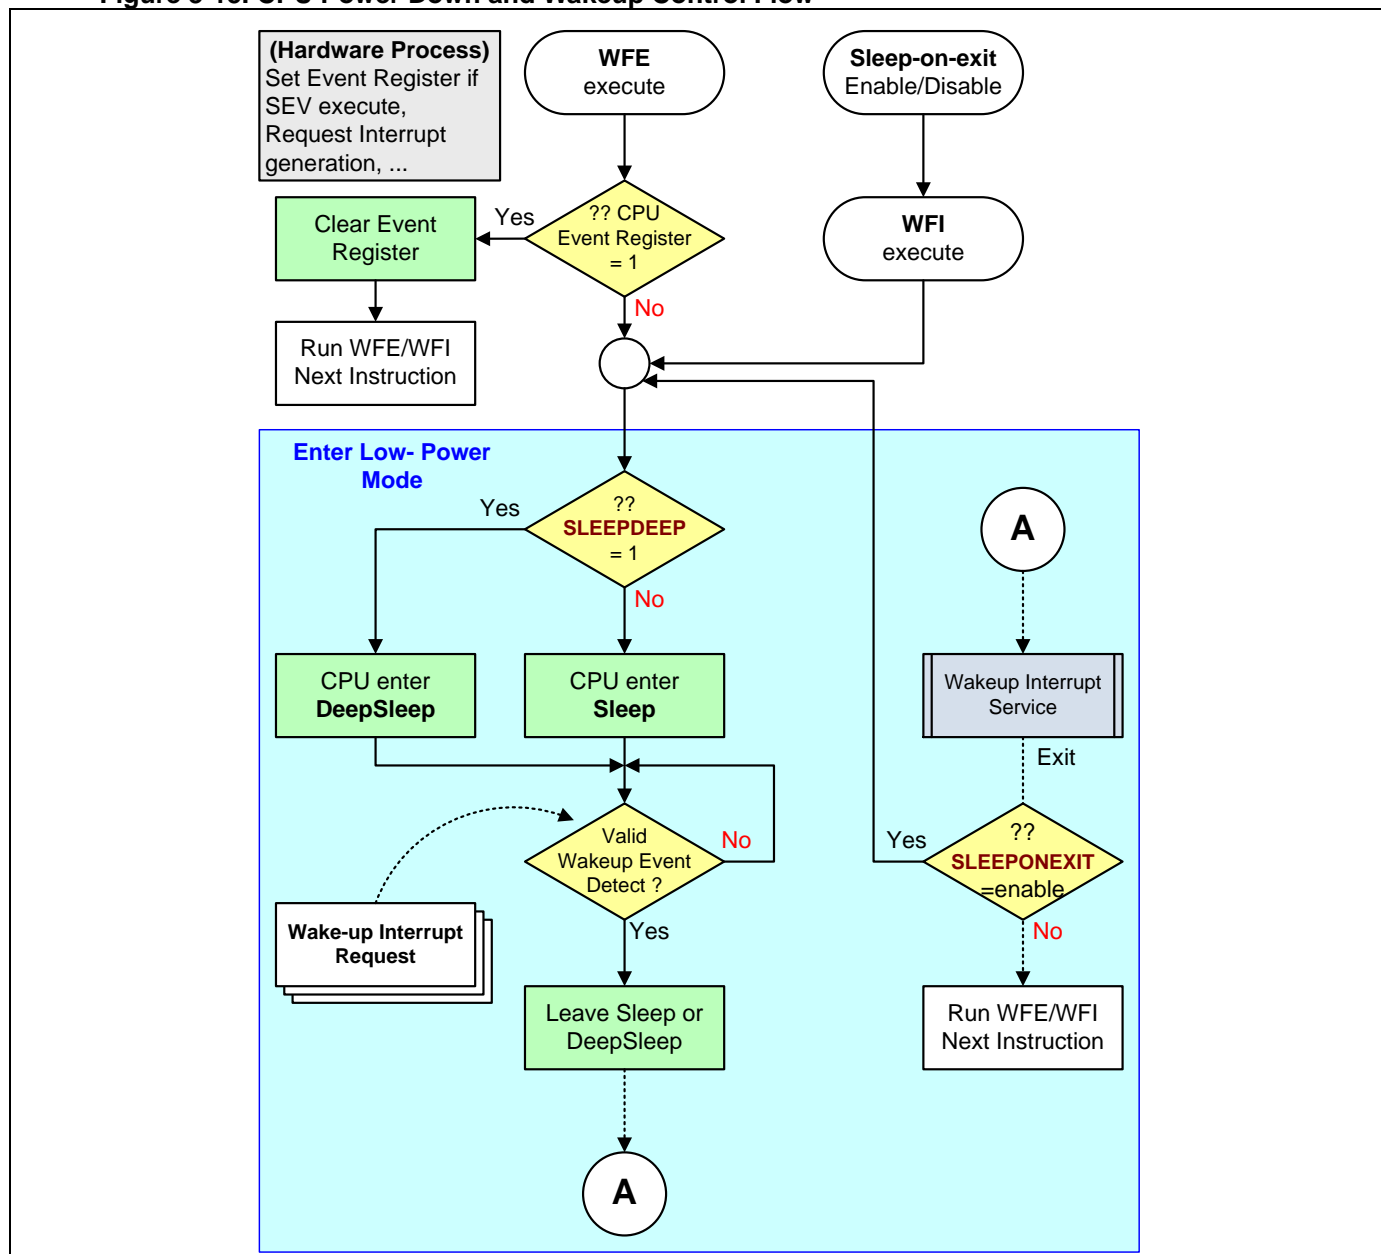 (Hardware Process)
Set Event Register if
SEV execute,
Request Interrupt
generation, ...
WFE
execute
Sleep-on-exit
Enable/Disable
Clear Event
Register
Yes
?? CPU
Event Register
= 1
No
WFI
execute
Run WFE/WFI
Next Instruction
Enter Low- Power
Mode
Yes
??
SLEEPDEEP
= 1
No
A
CPU enter
DeepSleep
CPU enter
Sleep
Wakeup Interrupt
Service
Exit
Valid
Wakeup Event
Detect ?
No
Yes
Yes
??
SLEEPONEXIT
=enable
No
Wake-up Interrupt
Request
Leave Sleep or
DeepSleep
Run WFE/WFI
Next Instruction
A